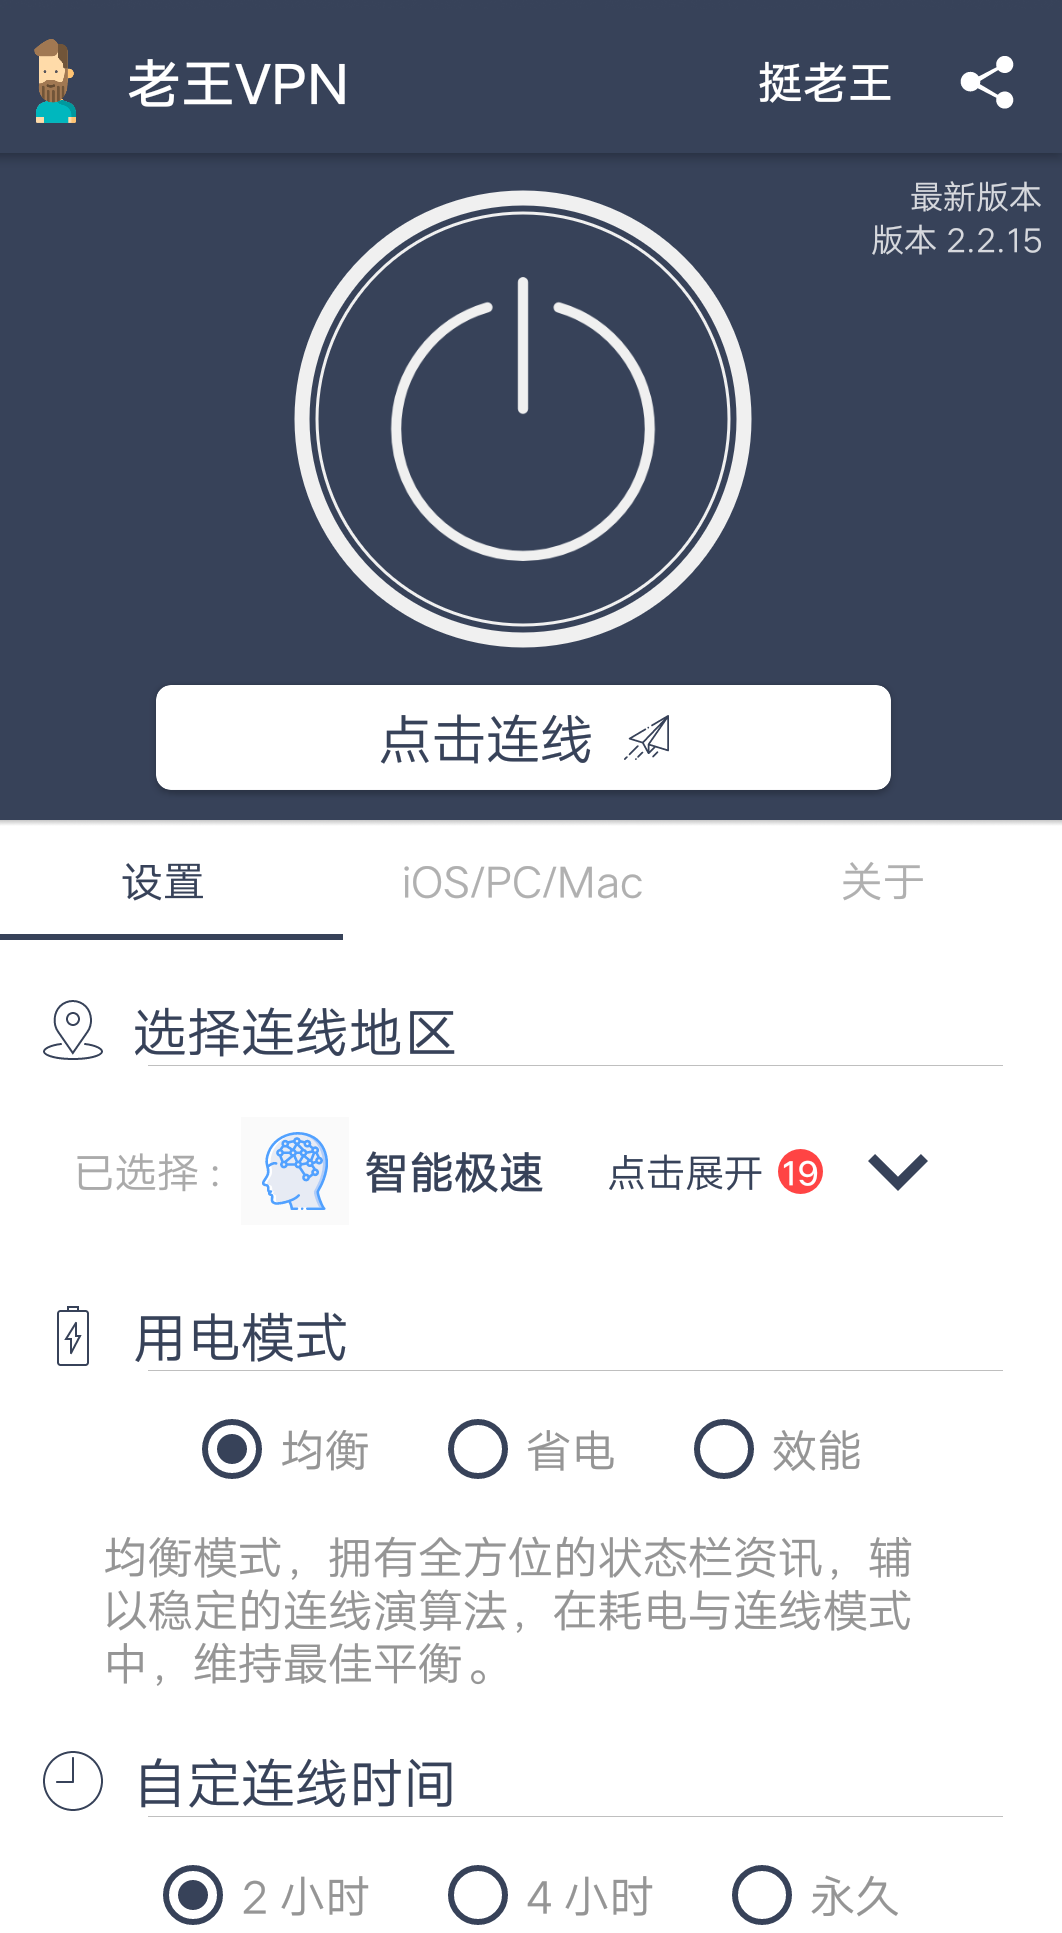 老王VPN
挺老王
最新版本
版本 2.2.15
点击连线
设置
iOS/PC/Mac
关于
选择连线地区
已选择 :
智能极速
点击展开
19
用电模式
均衡
省电
效能
均衡模式，拥有全方位的状态栏资讯，辅
以稳定的连线演算法，在耗电与连线模式
中，维持最佳平衡。
自定连线时间
2 小时
4 小时
永久